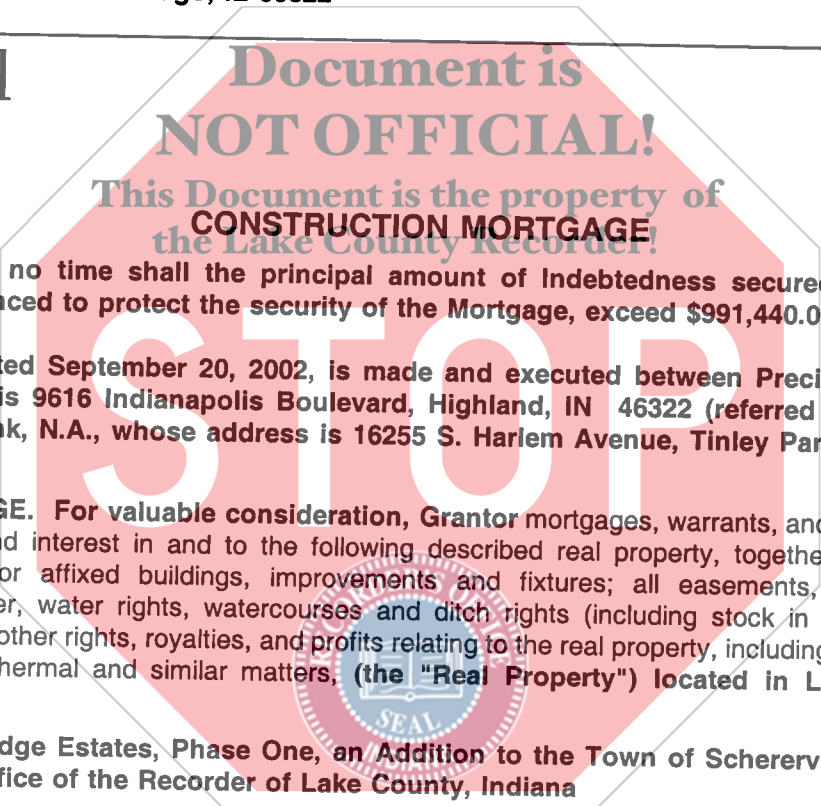 Document is
NOT OFFICIAL!
This Document is the property of
the Lake County Recorder!
CONSTRUCTION MORTGAGE
no time shall the principal amount of Indebtedness secure
nced to protect the security of the Mortgage, exceed $991,440.0
ted September 20, 2002, is made and executed between Preci
is 9616 Indianapolis Boulevard, Highland, IN 46322 (referred
nk, N.A., whose address is 16255 S. Harlem Avenue, Tinley Par
STOP
GE. For valuable consideration, Grantor mortgages, warrants, and
nd interest in and to the following described real property, togethe
or affixed buildings, improvements and fixtures; all easements,
er, water rights, watercourses and ditch rights (including stock in
other rights, royalties, and profits relating to the real property, including
hermal and similar matters, (the "Real Property") located in L
SEAL
dge Estates, Phase One, an Addition to the Town of Scherervi
fice of the Recorder of Lake County, Indiana